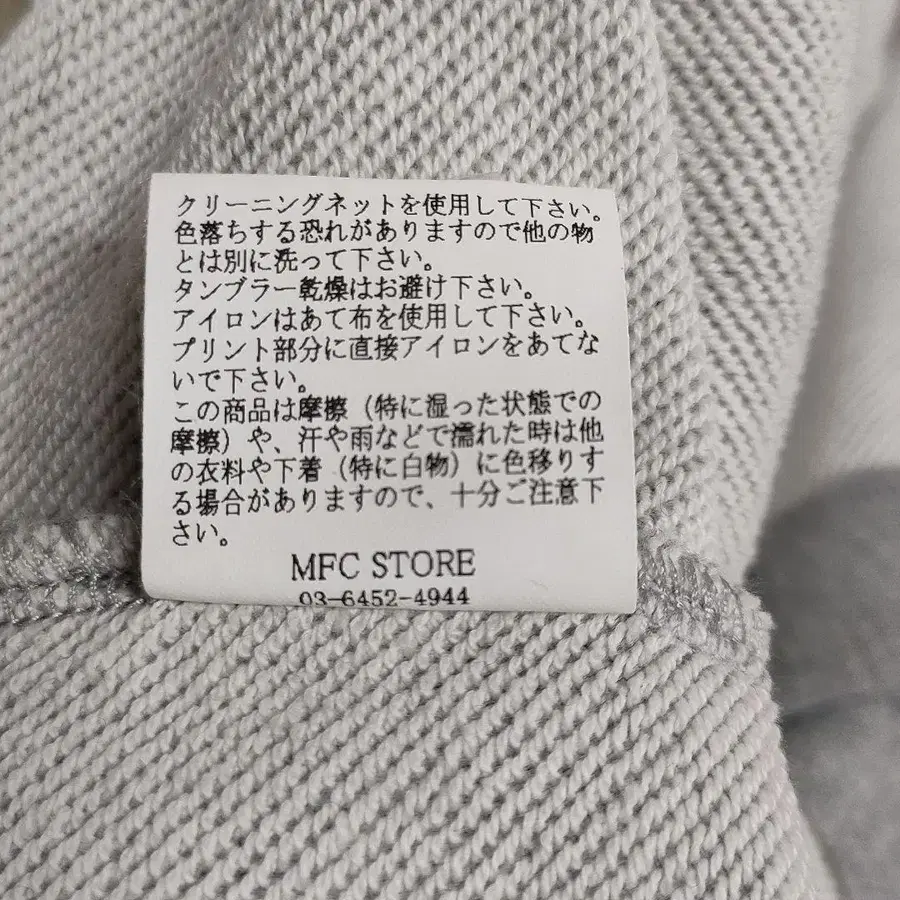 クリーニングネットを使用して下さい。
色落ちする恐れがありますので他の物
とは別に洗って下さい。
タンブラー乾燥はお避け下さい。
アイロンはあて布を使用して下さい。
プリント部分に直接アイロンをあてな
いで下さい。
この商品は摩擦（特に湿った状態での
摩擦）や、汗や雨などで濡れた時は他
の衣料や下着（特に白物）に色移りす
る場合がありますので、十分ご注意下
さい。
MFC STORE
03-6452-4944